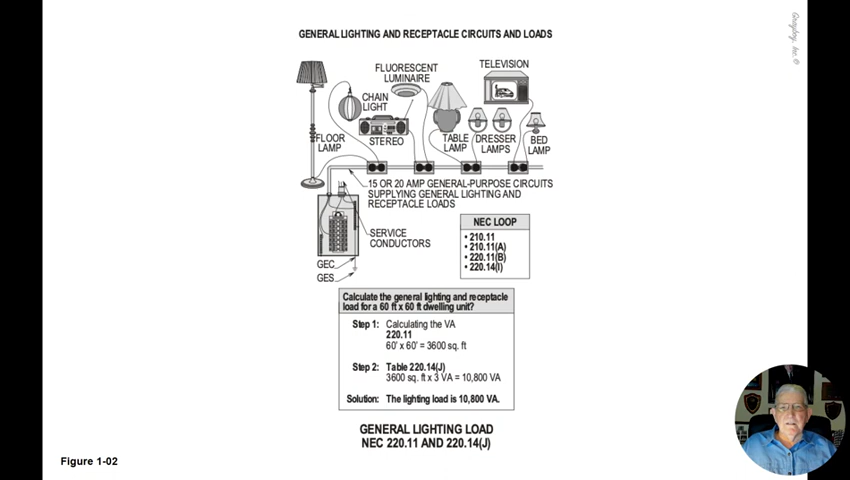 Grayboy, Inc.®
GENERAL LIGHTING AND RECEPTACLE CIRCUITS AND LOADS
FLUORESCENT
LUMINAIRE
TELEVISION
CHAIN
LIGHT
STEREO
FLOOR
LAMP
TABLE
LAMP
DRESSER
LAMPS
BED
LAMP
15 OR 20 AMP GENERAL-PURPOSE CIRCUITS
SUPPLYING GENERAL LIGHTING AND
RECEPTACLE LOADS
SERVICE
CONDUCTORS
GEC
GES
NEC LOOP
• 210.11
• 210.11(A)
• 220.11(B)
• 220.14(I)
Calculate the general lighting and receptacle
load for a 60 ft x 60 ft dwelling unit?
Step 1: Calculating the VA
220.11
60' x 60' = 3600 sq. ft
Step 2: Table 220.14(J)
3600 sq. ft x 3 VA = 10,800 VA
Solution: The lighting load is 10,800 VA.
GENERAL LIGHTING LOAD
NEC 220.11 AND 220.14(J)
Figure 1-02